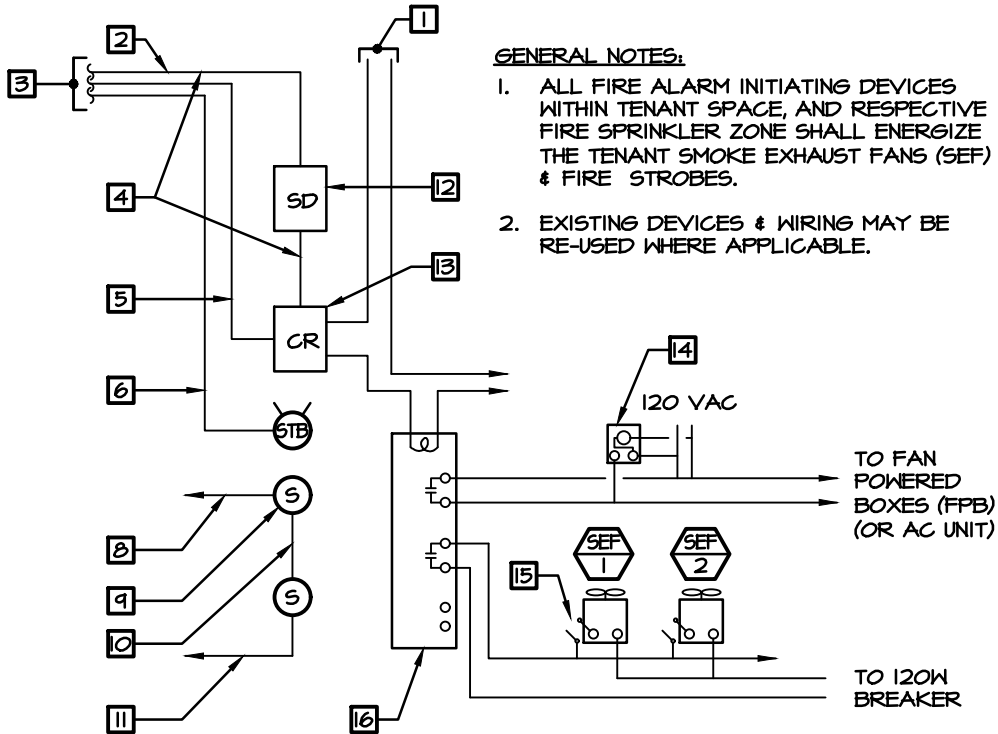 1
2
3
GENERAL NOTES:
1. ALL FIRE ALARM INITIATING DEVICES
WITHIN TENANT SPACE, AND RESPECTIVE
FIRE SPRINKLER ZONE SHALL ENERGIZE
THE TENANT SMOKE EXHAUST FANS (SEF)
& FIRE STROBES.
2. EXISTING DEVICES & WIRING MAY BE
RE-USED WHERE APPLICABLE.
4
SD
12
13
5
CR
14
6
120 VAC
STB
TO FAN
POWERED
BOXES (FPB)
(OR AC UNIT)
S
8
SEF
1
SEF
2
15
9
S
10
11
16
TO 120W
BREAKER